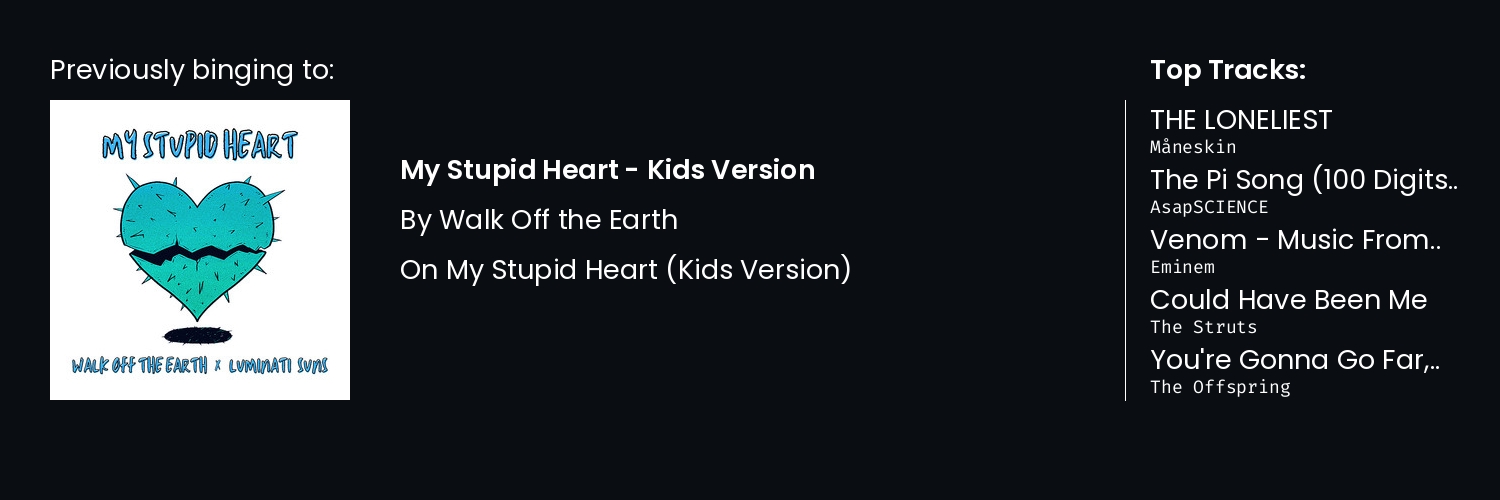 Previously binging to:
MY STUPID HEART
WALK OFF THE EARTH x LUMINATI SUNS
My Stupid Heart - Kids Version
By Walk Off the Earth
On My Stupid Heart (Kids Version)
Top Tracks:
THE LONELIEST
Måneskin
The Pi Song (100 Digits..
AsapSCIENCE
Venom - Music From..
Eminem
Could Have Been Me
The Struts
You're Gonna Go Far,..
The Offspring